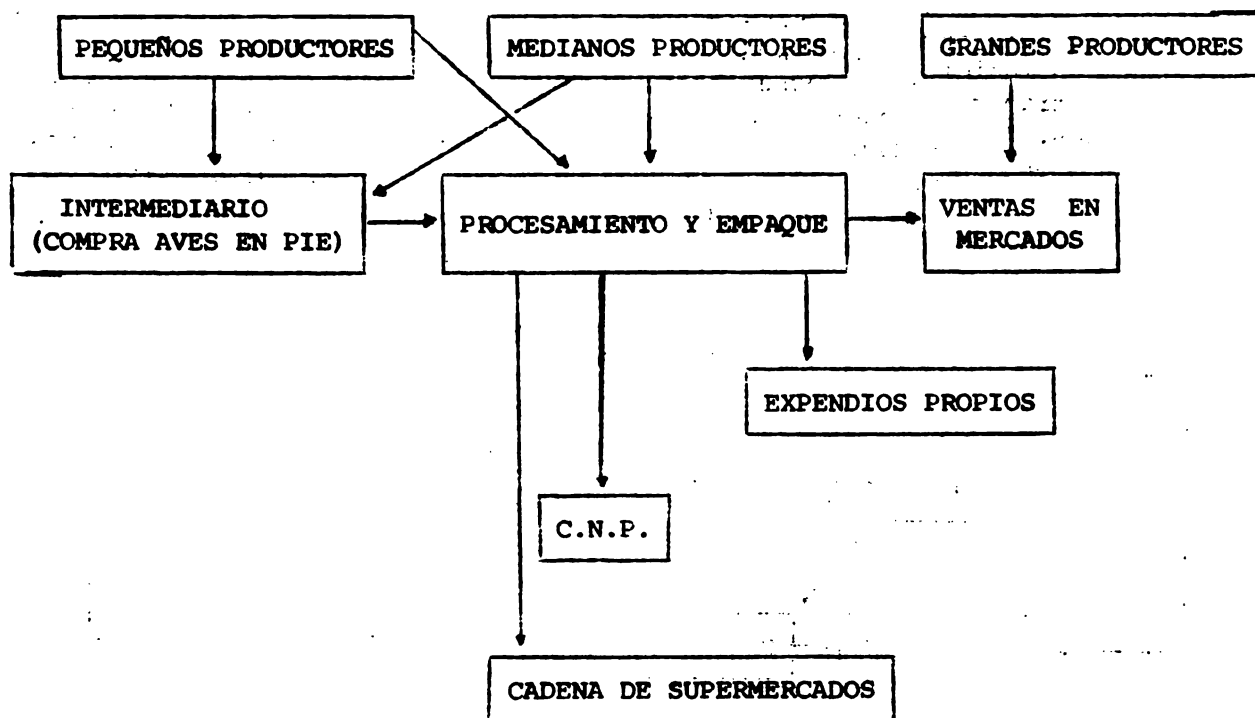 PEQUEÑOS PRODUCTORES
MEDIANOS PRODUCTORES
GRANDES PRODUCTORES
INTERMEDIARIO
(COMPRA AVES EN PIE)
PROCESAMIENTO Y EMPAQUE
VENTAS EN
MERCADOS
EXPENDIOS PROPIOS
C.N.P.
CADENA DE SUPERMERCADOS